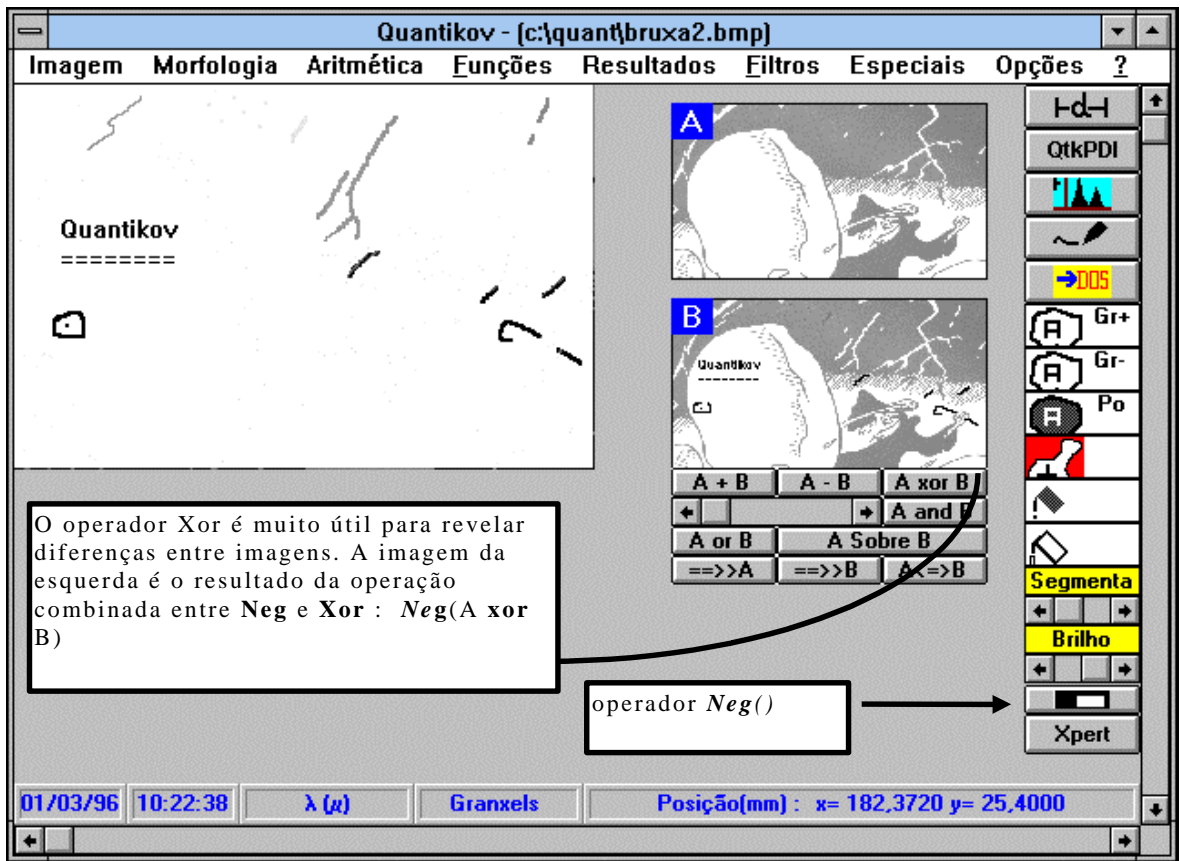 Quantikov - (c:\quant\bruxa2.bmp)
Imagem Morfologia Aritmética Funções Resultados Filtros Especiais Opções ?
Quantikov
========
A
B
Quantikov
--------
A + B A - B A xor B
A and B
A or B A Sobre B
==>>A ==>>B A<=>B
├d┤
QtkPDI
➔DOS
A Gr+
A Gr-
A Po
Segmenta
Brilho
Xpert
O operador Xor é muito útil para revelar
diferenças entre imagens. A imagem da
esquerda é o resultado da operação
combinada entre Neg e Xor : Neg(A xor
B)
operador Neg()
01/03/96 10:22:38 λ (µ) Granxels Posição(mm) : x= 182,3720 y= 25,4000